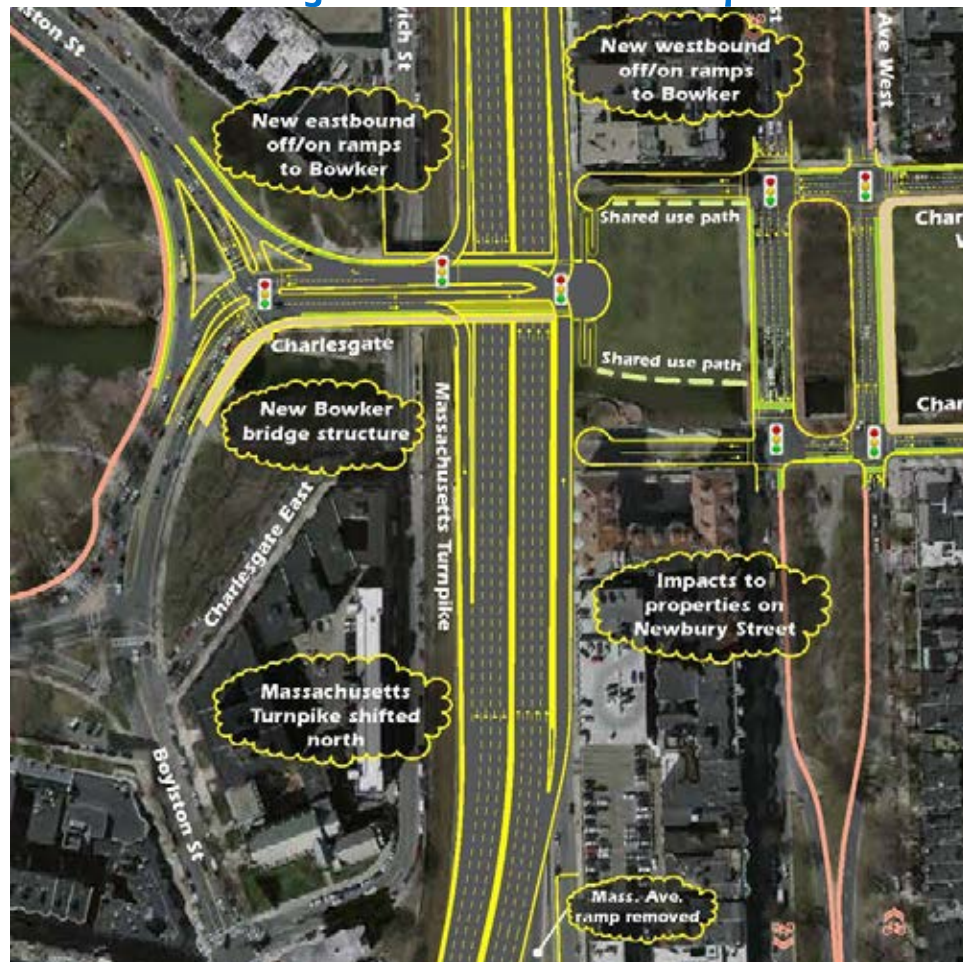 New westbound
off/on ramps
to Bowker
Ave West
New eastbound
off/on ramps
to Bowker
Shared use path
Charlesgate
Shared use path
New Bowker
bridge structure
Massachusetts Turnpike
Charlesgate East
Impacts to
properties on
Newbury Street
Massachusetts
Turnpike shifted
north
Boylston St
Mass. Ave.
ramp removed